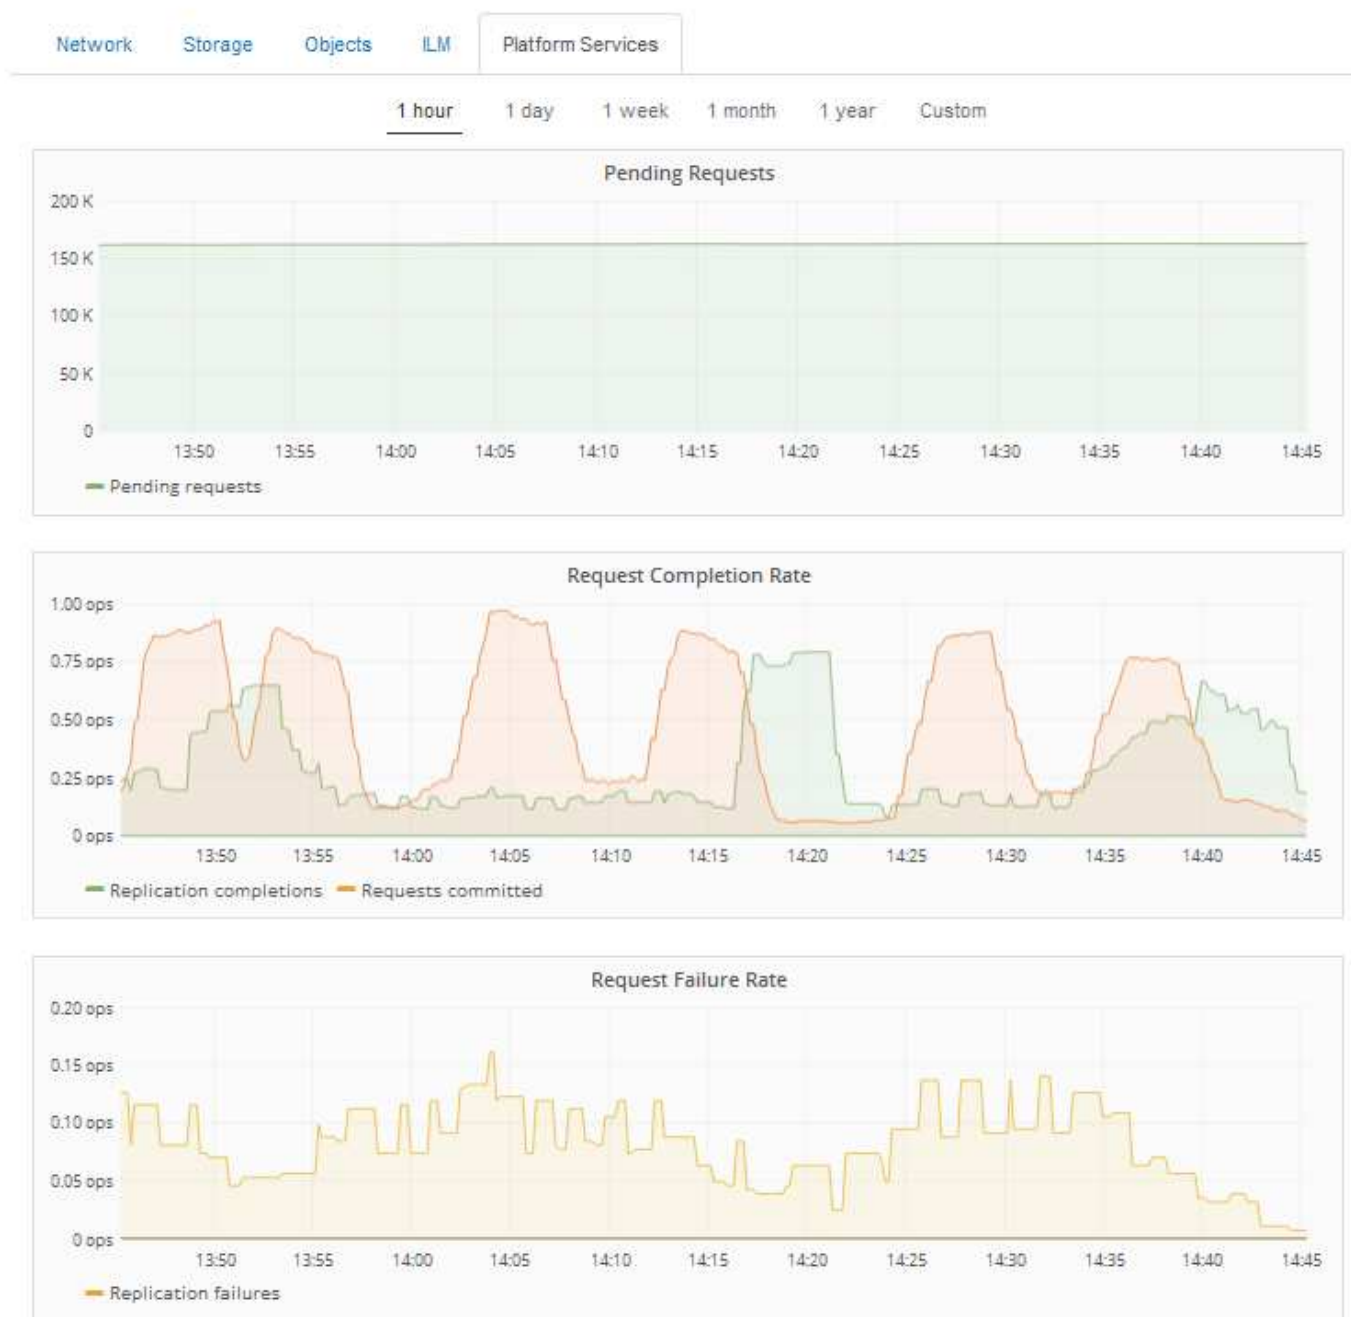 Network Storage Objects ILM Platform Services
1 hour 1 day 1 week 1 month 1 year Custom
Pending Requests
200 K
150 K
100 K
50 K
0
13:50 13:55 14:00 14:05 14:10 14:15 14:20 14:25 14:30 14:35 14:40 14:45
Pending requests
Request Completion Rate
1.00 ops
0.75 ops
0.50 ops
0.25 ops
0 ops
13:50 13:55 14:00 14:05 14:10 14:15 14:20 14:25 14:30 14:35 14:40 14:45
Replication completions Requests committed
Request Failure Rate
0.20 ops
0.15 ops
0.10 ops
0.05 ops
0 ops
13:50 13:55 14:00 14:05 14:10 14:15 14:20 14:25 14:30 14:35 14:40 14:45
Replication failures